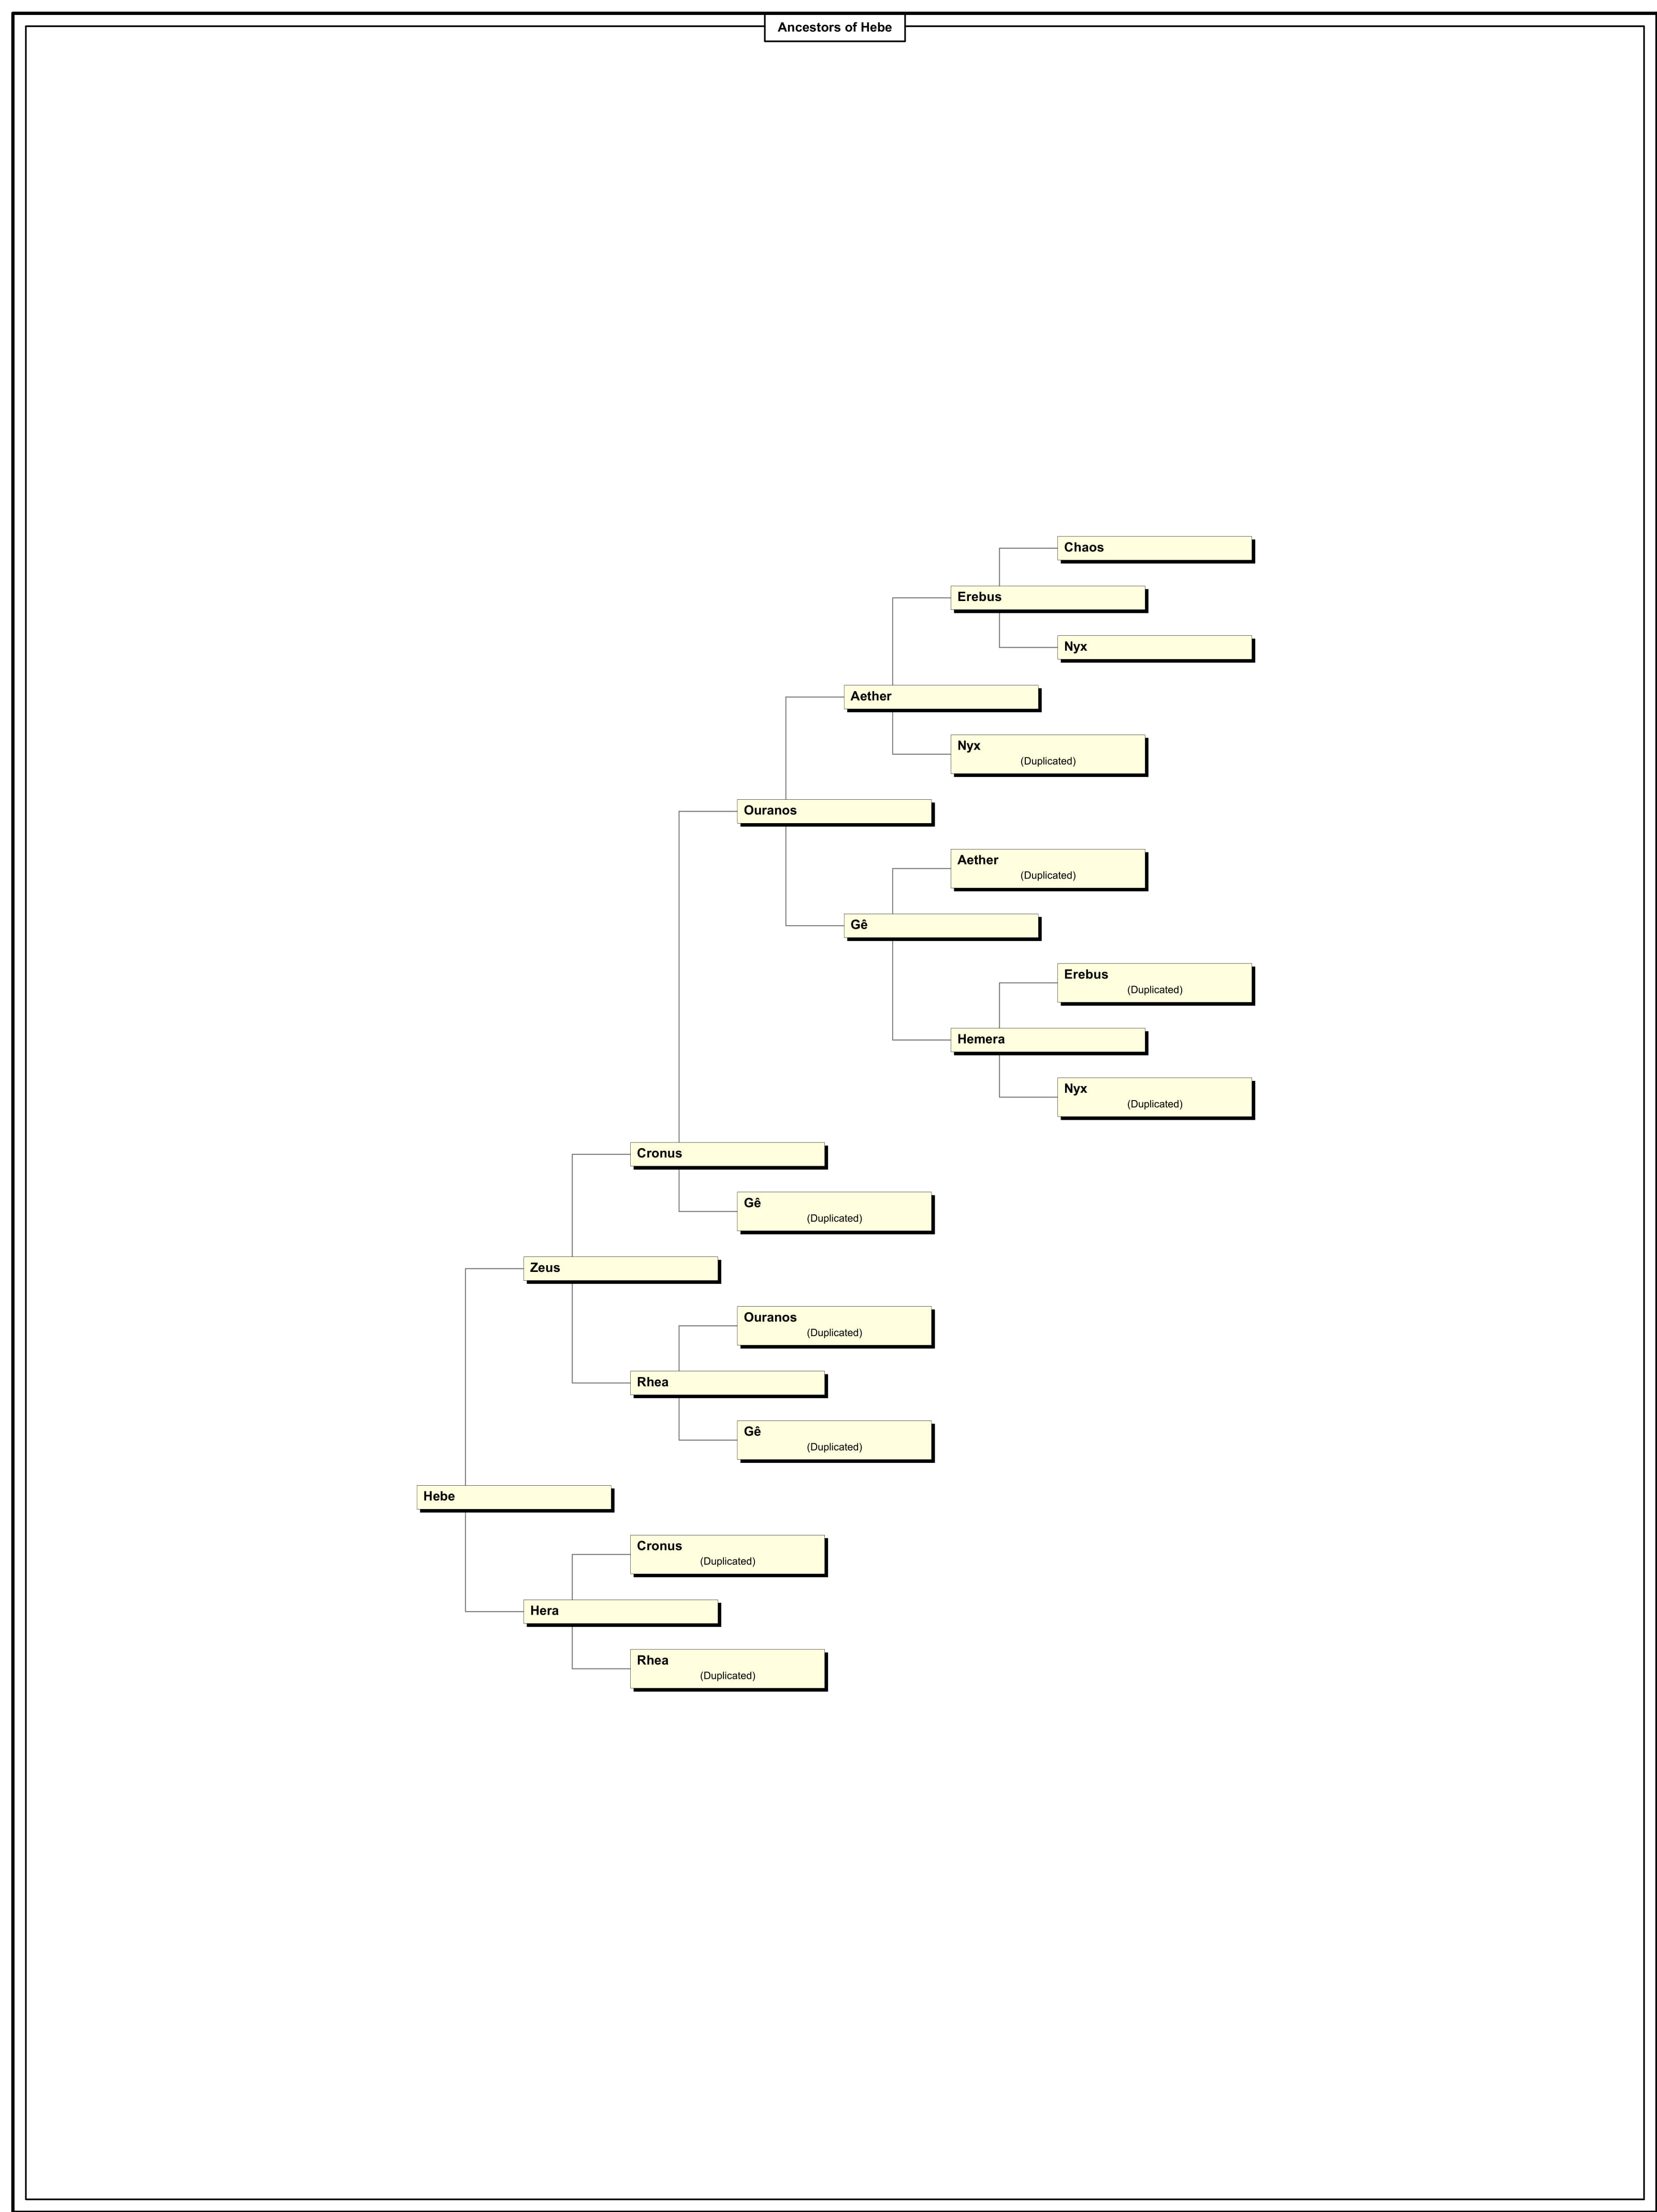 Ancestors of Hebe
Chaos
Erebus
Nyx
Aether
Nyx
(Duplicated)
Ouranos
Aether
(Duplicated)
Gê
Erebus
(Duplicated)
Hemera
Nyx
(Duplicated)
Cronus
Gê
(Duplicated)
Zeus
Ouranos
(Duplicated)
Rhea
Gê
(Duplicated)
Hebe
Cronus
(Duplicated)
Hera
Rhea
(Duplicated)